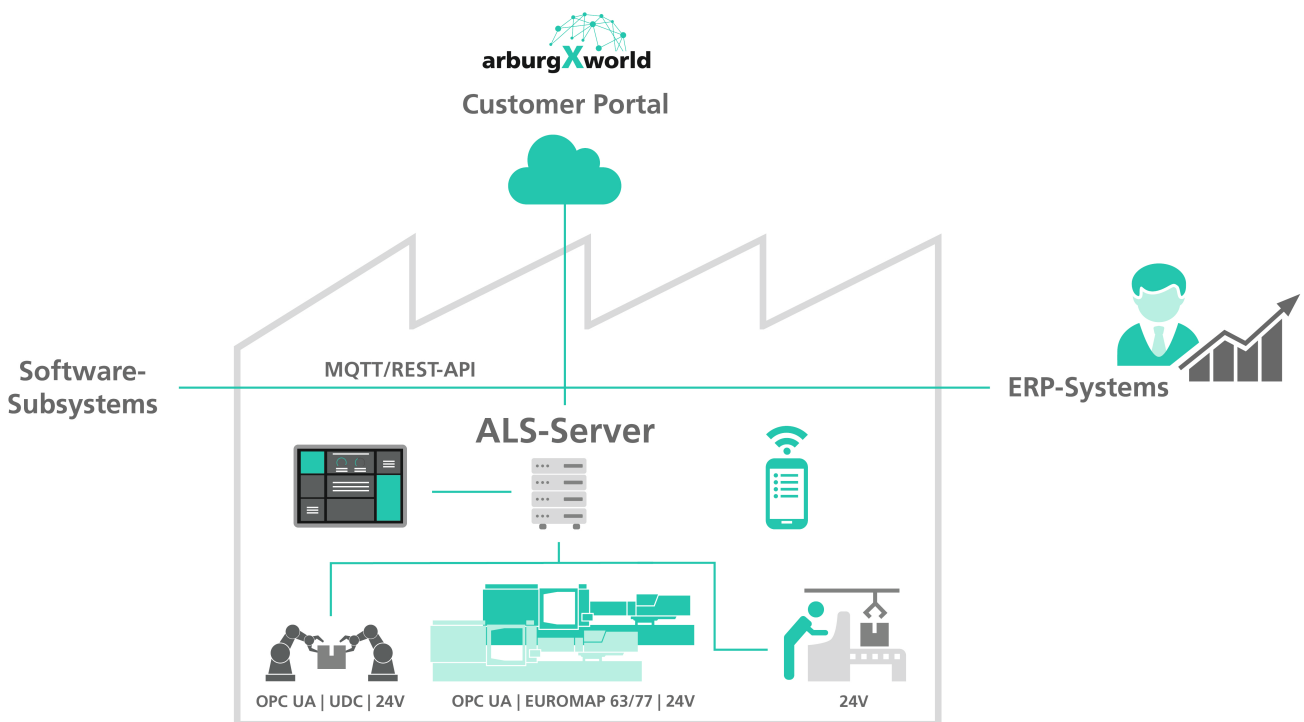 arburgXworld
Customer Portal
MQTT/REST-API
Software-
Subsystems
ERP-Systems
ALS-Server
OPC UA | UDC | 24V
OPC UA | EUROMAP 63/77 | 24V
24V